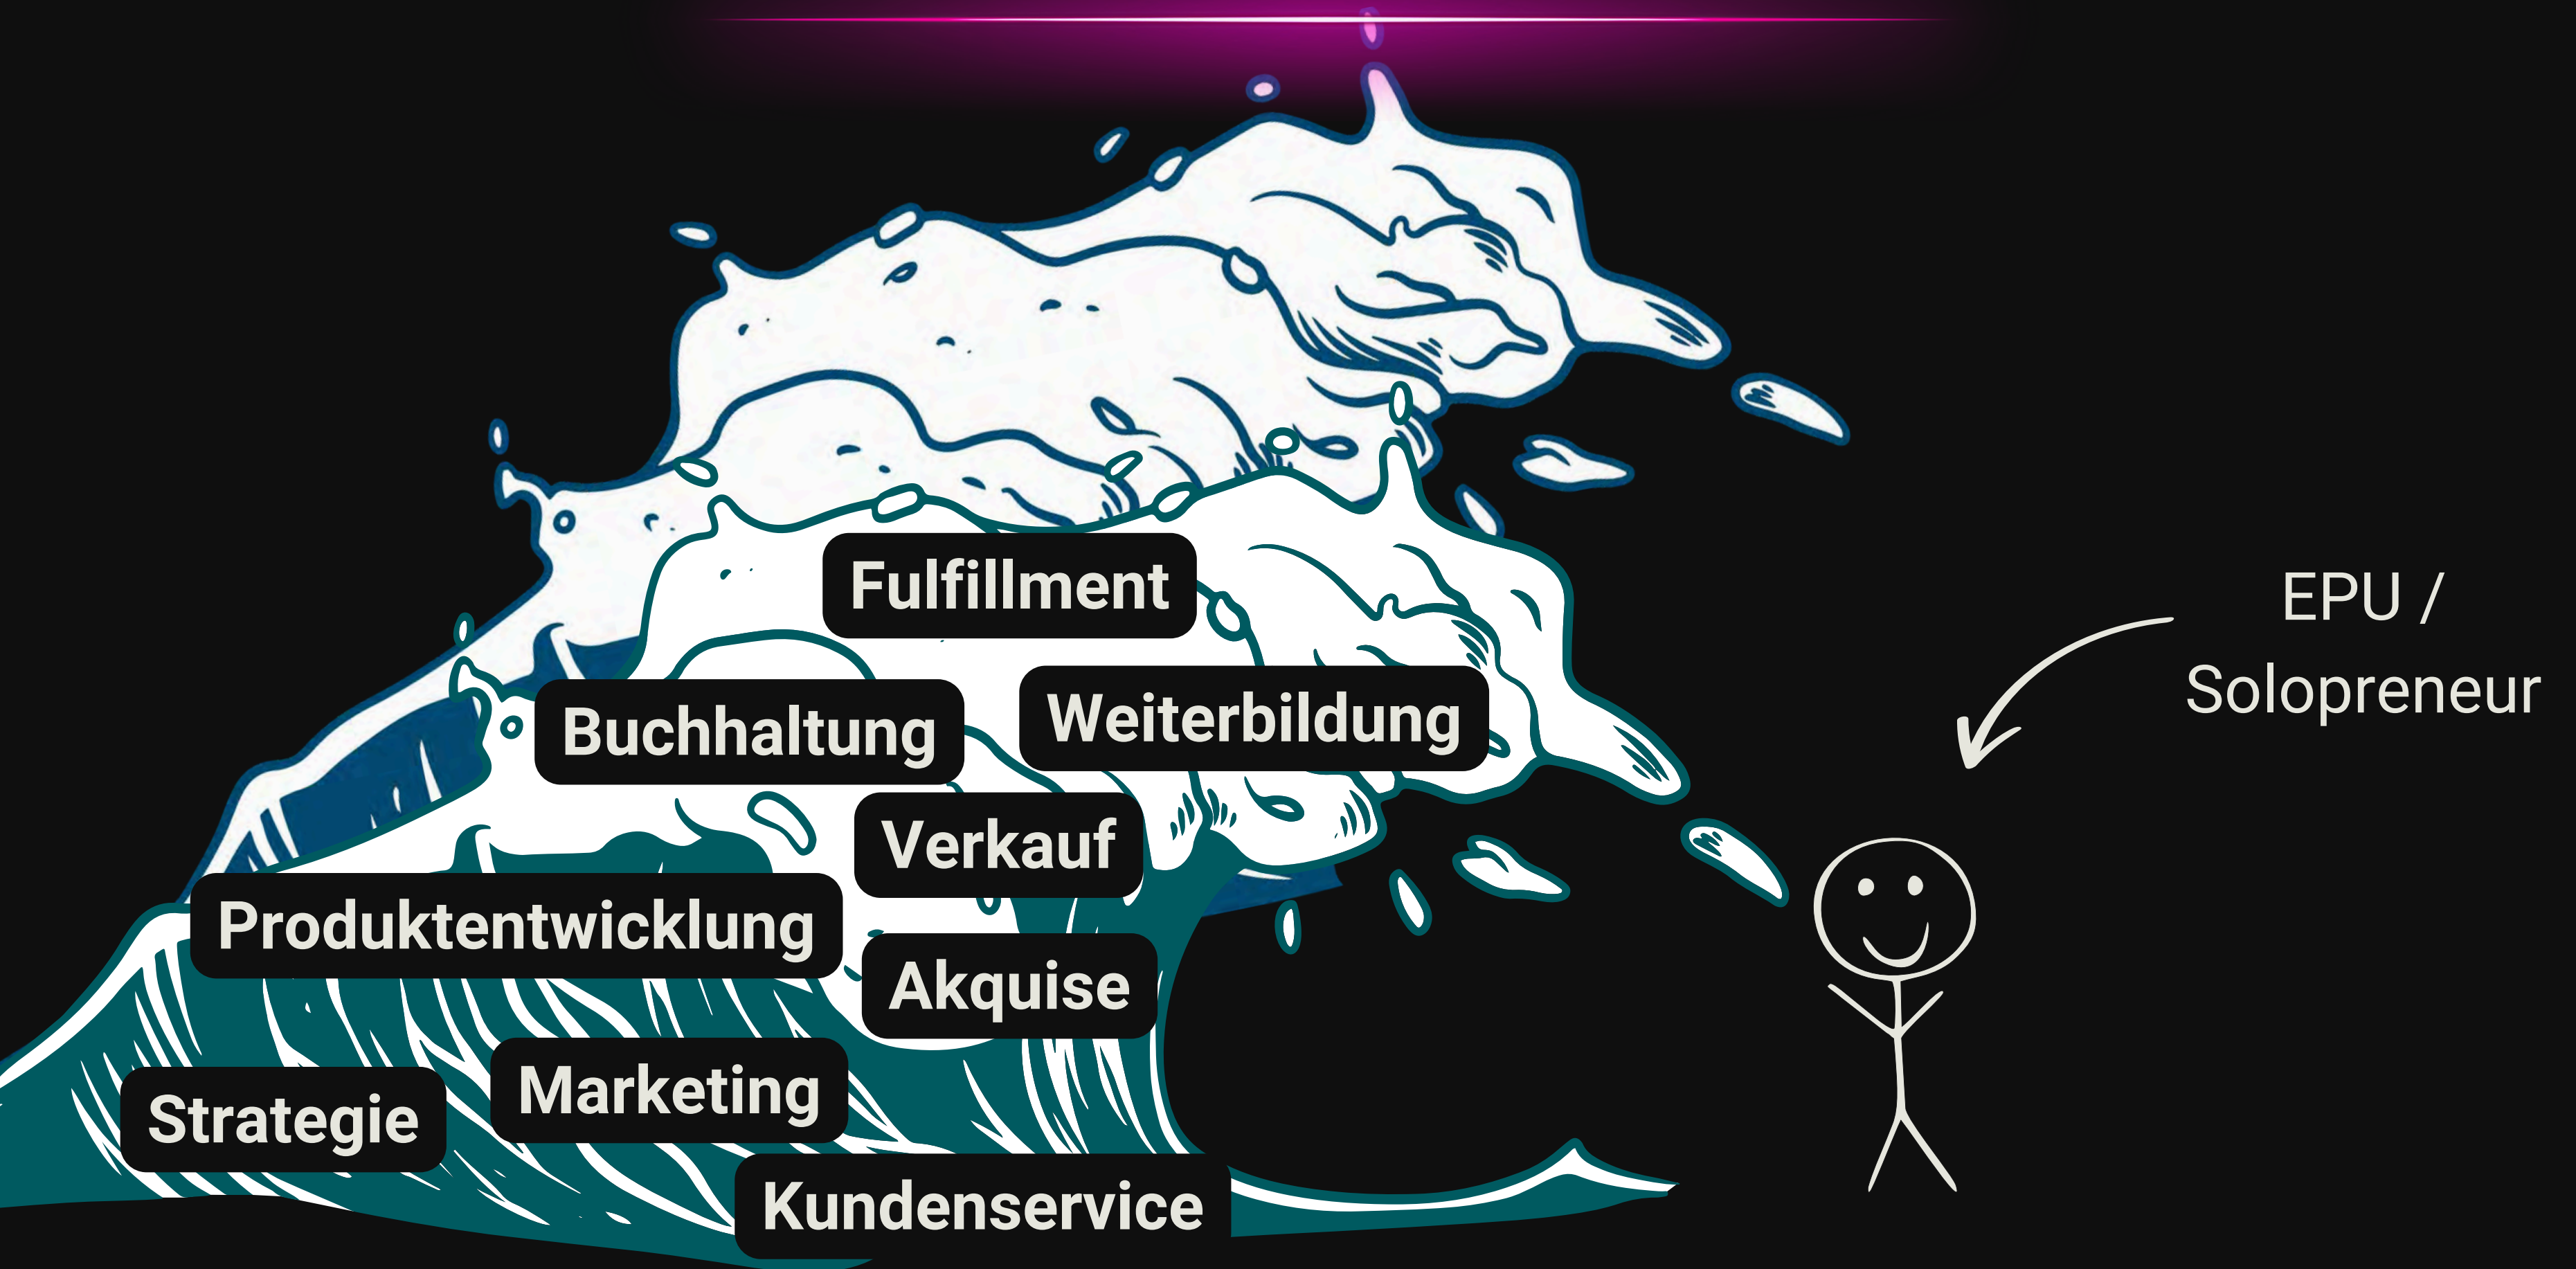 Fulfillment
Weiterbildung
Buchhaltung
Verkauf
Produktentwicklung
Akquise
Marketing
Strategie
Kundenservice
EPU /
Solopreneur